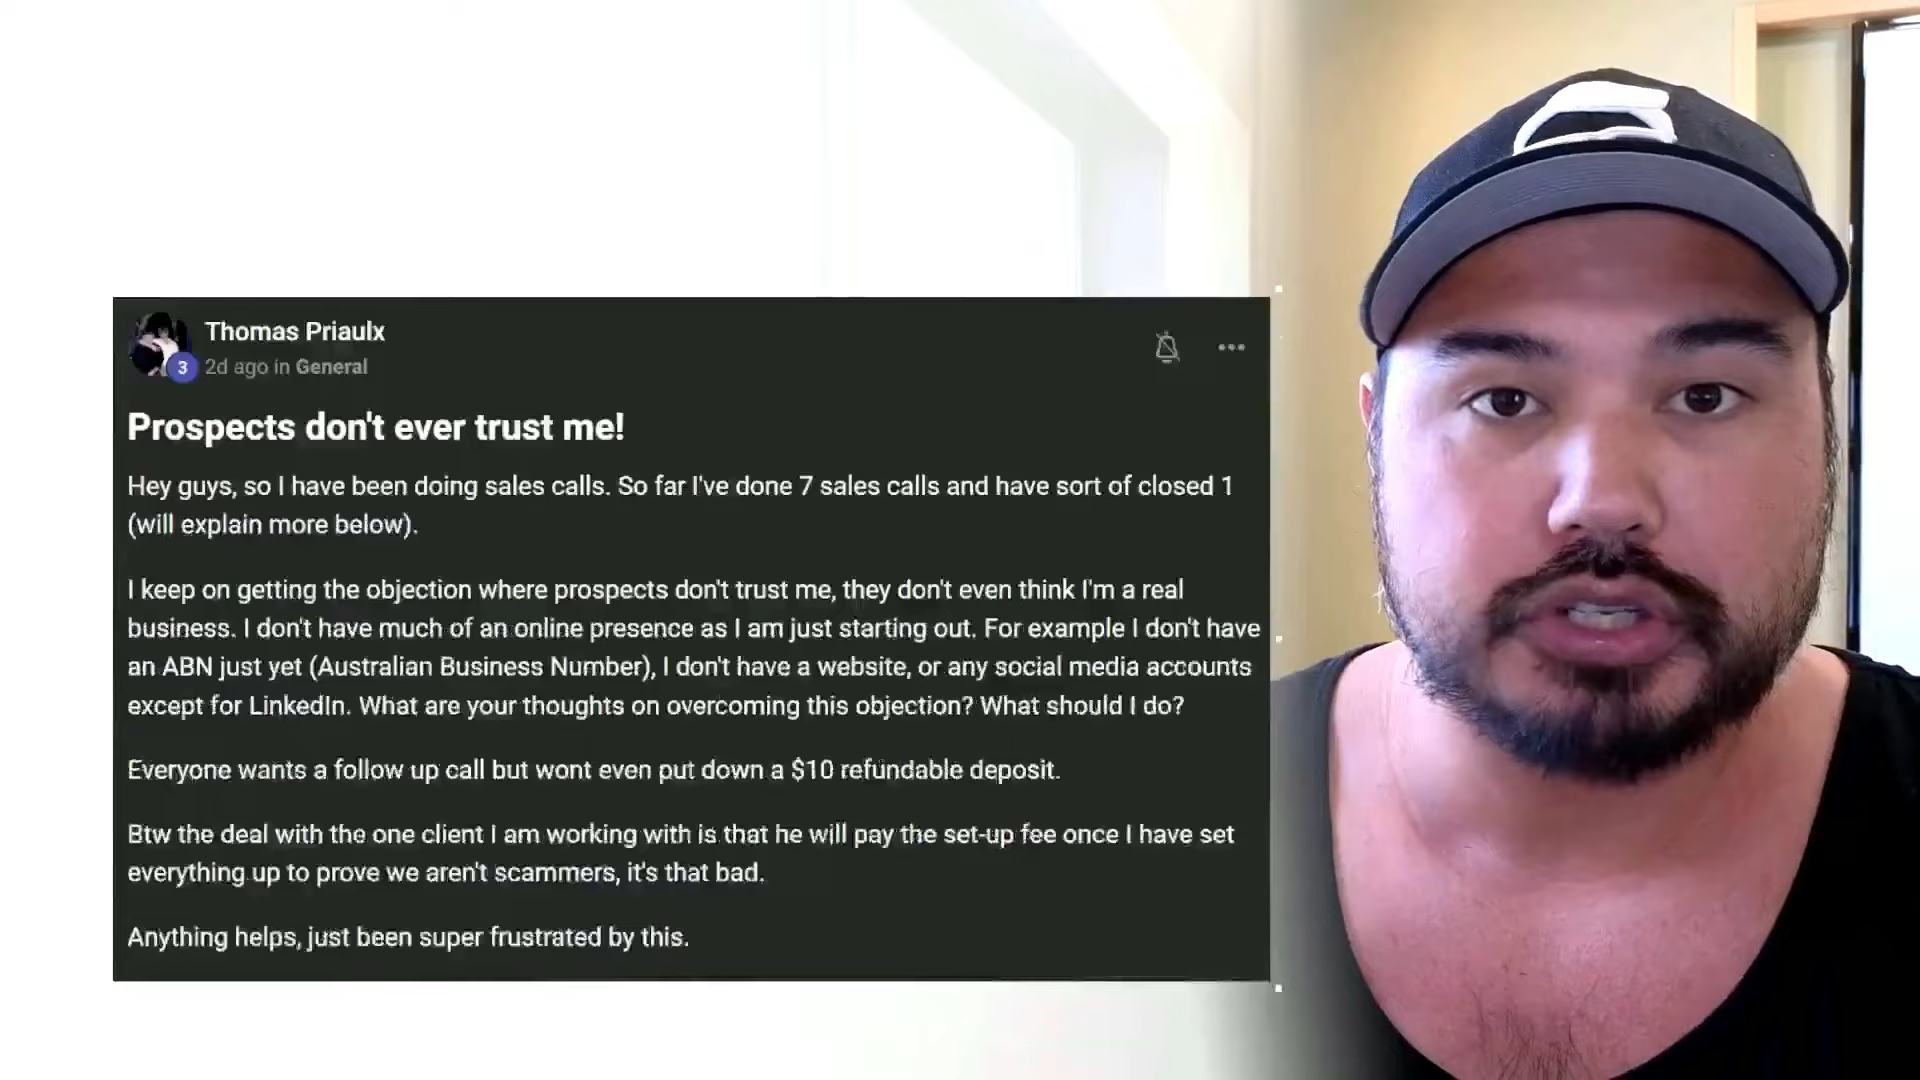 Thomas Priaulx
3
2d ago in General
Prospects don't ever trust me!
Hey guys, so I have been doing sales calls. So far I've done 7 sales calls and have sort of closed 1
(will explain more below).
I keep on getting the objection where prospects don't trust me, they don't even think I'm a real
business. I don't have much of an online presence as I am just starting out. For example I don't have
an ABN just yet (Australian Business Number), I don't have a website, or any social media accounts
except for LinkedIn. What are your thoughts on overcoming this objection? What should I do?
Everyone wants a follow up call but wont even put down a $10 refundable deposit.
Btw the deal with the one client I am working with is that he will pay the set-up fee once I have set
everything up to prove we aren't scammers, it's that bad.
Anything helps, just been super frustrated by this.